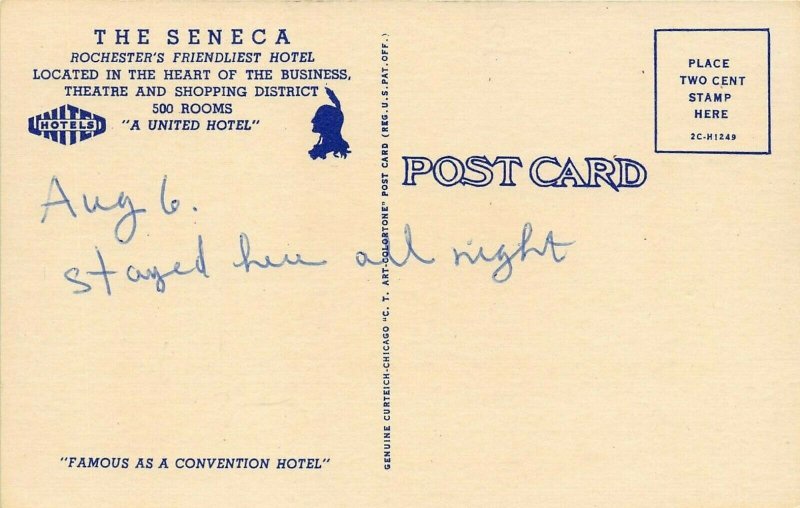 THE SENECA
ROCHESTER'S FRIENDLIEST HOTEL
LOCATED IN THE HEART OF THE BUSINESS,
THEATRE AND SHOPPING DISTRICT
500 ROOMS
"A UNITED HOTEL"
UNITED
HOTELS
Aug 6.
stayed here all night
"FAMOUS AS A CONVENTION HOTEL"
GENUINE CURTEICH-CHICAGO "C. T. ART-COLORTONE" POST CARD (REG. U. S. PAT. OFF.)
POST CARD
PLACE
TWO CENT
STAMP
HERE
2C-H1249